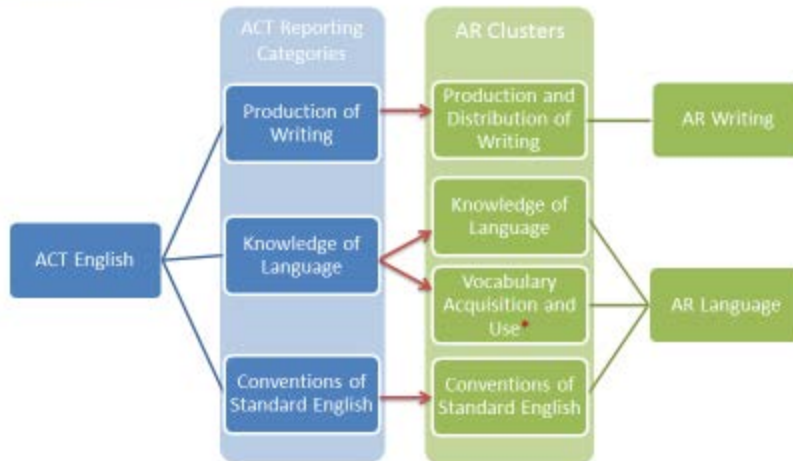 ACT Reporting
Categories
AR Clusters
Production of
Writing
Production and
Distribution of
Writing
AR Writing
ACT English
Knowledge of
Language
Knowledge of
Language
Vocabulary
Acquisition and
Use*
AR Language
Conventions of
Standard English
Conventions of
Standard English